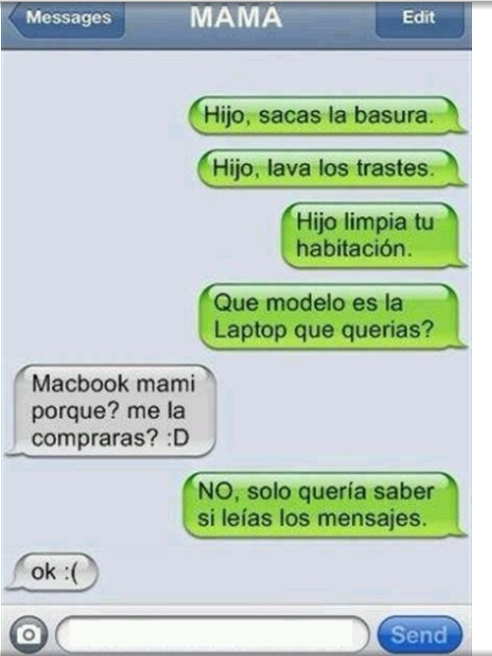 Messages MAMÁ Edit
Hijo, sacas la basura.
Hijo, lava los trastes.
Hijo limpia tu
habitación.
Que modelo es la
Laptop que querias?
Macbook mami
porque? me la
compraras? :D
NO, solo quería saber
si leías los mensajes.
ok :(
Send